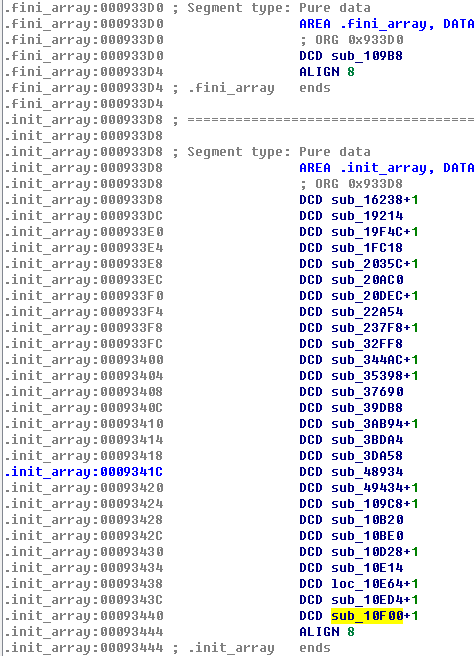 .fini_array:000933D0 ; Segment type: Pure data
.fini_array:000933D0 AREA .fini_array, DATA
.fini_array:000933D0 ; ORG 0x933D0
.fini_array:000933D0 DCD sub_109B8
.fini_array:000933D4 ALIGN 8
.fini_array:000933D4 ; .fini_array ends
.fini_array:000933D4
.init_array:000933D8 ; =====================================
.init_array:000933D8
.init_array:000933D8 ; Segment type: Pure data
.init_array:000933D8 AREA .init_array, DATA
.init_array:000933D8 ; ORG 0x933D8
.init_array:000933D8 DCD sub_16238+1
.init_array:000933DC DCD sub_19214
.init_array:000933E0 DCD sub_19F4C+1
.init_array:000933E4 DCD sub_1FC18
.init_array:000933E8 DCD sub_2035C+1
.init_array:000933EC DCD sub_20AC0
.init_array:000933F0 DCD sub_20DEC+1
.init_array:000933F4 DCD sub_22A54
.init_array:000933F8 DCD sub_237F8+1
.init_array:000933FC DCD sub_32FF8
.init_array:00093400 DCD sub_344AC+1
.init_array:00093404 DCD sub_35398+1
.init_array:00093408 DCD sub_37690
.init_array:0009340C DCD sub_39DB8
.init_array:00093410 DCD sub_3AB94+1
.init_array:00093414 DCD sub_3BDA4
.init_array:00093418 DCD sub_3DA58
.init_array:0009341C DCD sub_48934
.init_array:00093420 DCD sub_49434+1
.init_array:00093424 DCD sub_109C8+1
.init_array:00093428 DCD sub_10B20
.init_array:0009342C DCD sub_10BE0
.init_array:00093430 DCD sub_10D28+1
.init_array:00093434 DCD sub_10E14
.init_array:00093438 DCD loc_10E64+1
.init_array:0009343C DCD sub_10ED4+1
.init_array:00093440 DCD sub_10F00+1
.init_array:00093444 ALIGN 8
.init_array:00093444 ; .init_array ends